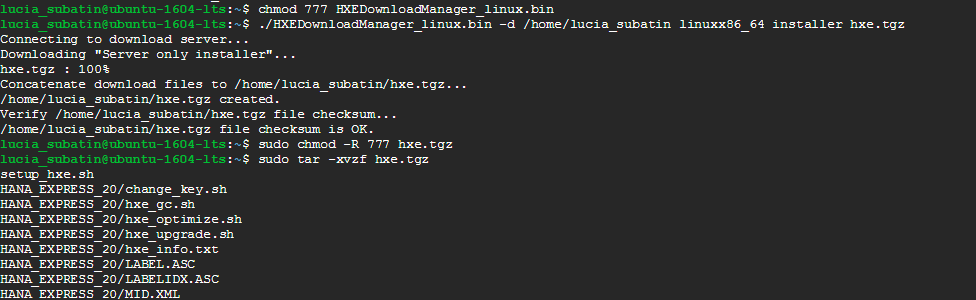 lucia_subatin@ubuntu-1604-lts:~$ chmod 777 HXEDownloadManager_linux.bin
lucia_subatin@ubuntu-1604-lts:~$ ./HXEDownloadManager_linux.bin -d /home/lucia_subatin linuxx86_64 installer hxe.tgz
Connecting to download server...
Downloading "Server only installer"...
hxe.tgz : 100%
Concatenate download files to /home/lucia_subatin/hxe.tgz...
/home/lucia_subatin/hxe.tgz created.
Verify /home/lucia_subatin/hxe.tgz file checksum...
/home/lucia_subatin/hxe.tgz file checksum is OK.
lucia_subatin@ubuntu-1604-lts:~$ sudo chmod -R 777 hxe.tgz
lucia_subatin@ubuntu-1604-lts:~$ sudo tar -xvzf hxe.tgz
setup_hxe.sh
HANA_EXPRESS_20/change_key.sh
HANA_EXPRESS_20/hxe_gc.sh
HANA_EXPRESS_20/hxe_optimize.sh
HANA_EXPRESS_20/hxe_upgrade.sh
HANA_EXPRESS_20/hxe_info.txt
HANA_EXPRESS_20/LABEL.ASC
HANA_EXPRESS_20/LABELIDX.ASC
HANA_EXPRESS_20/MID.XML